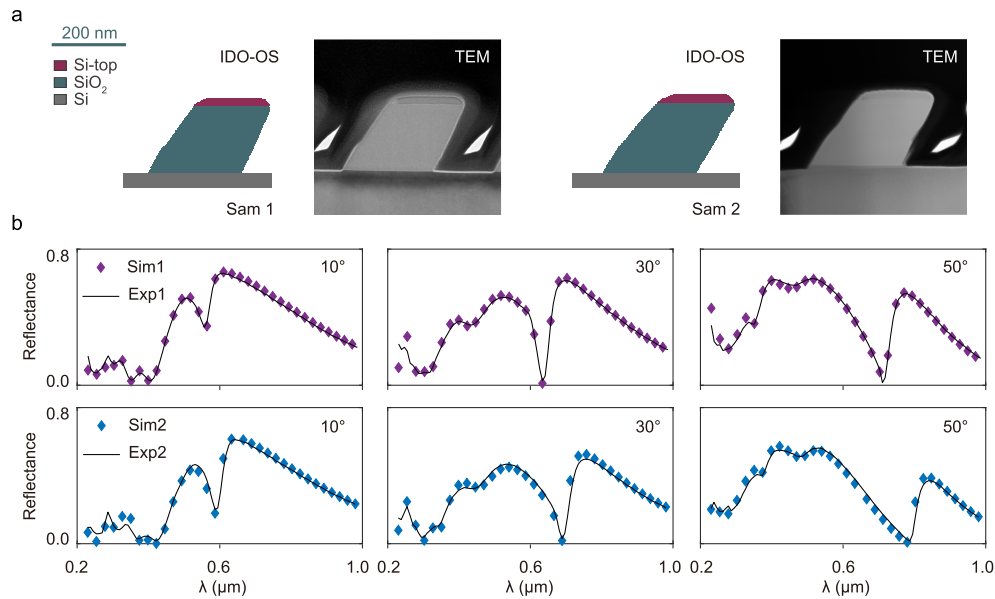 a
200 nm
Si-top
SiO2
Si
IDO-OS
Sam 1
TEM
IDO-OS
Sam 2
TEM
b
0.8
Reflectance
0.0
Sim1
Exp1
10°
30°
50°
0.8
Reflectance
0.0
Sim2
Exp2
10°
30°
50°
0.2 0.6 1.0
λ (μm)
0.2 0.6 1.0
λ (μm)
0.2 0.6 1.0
λ (μm)